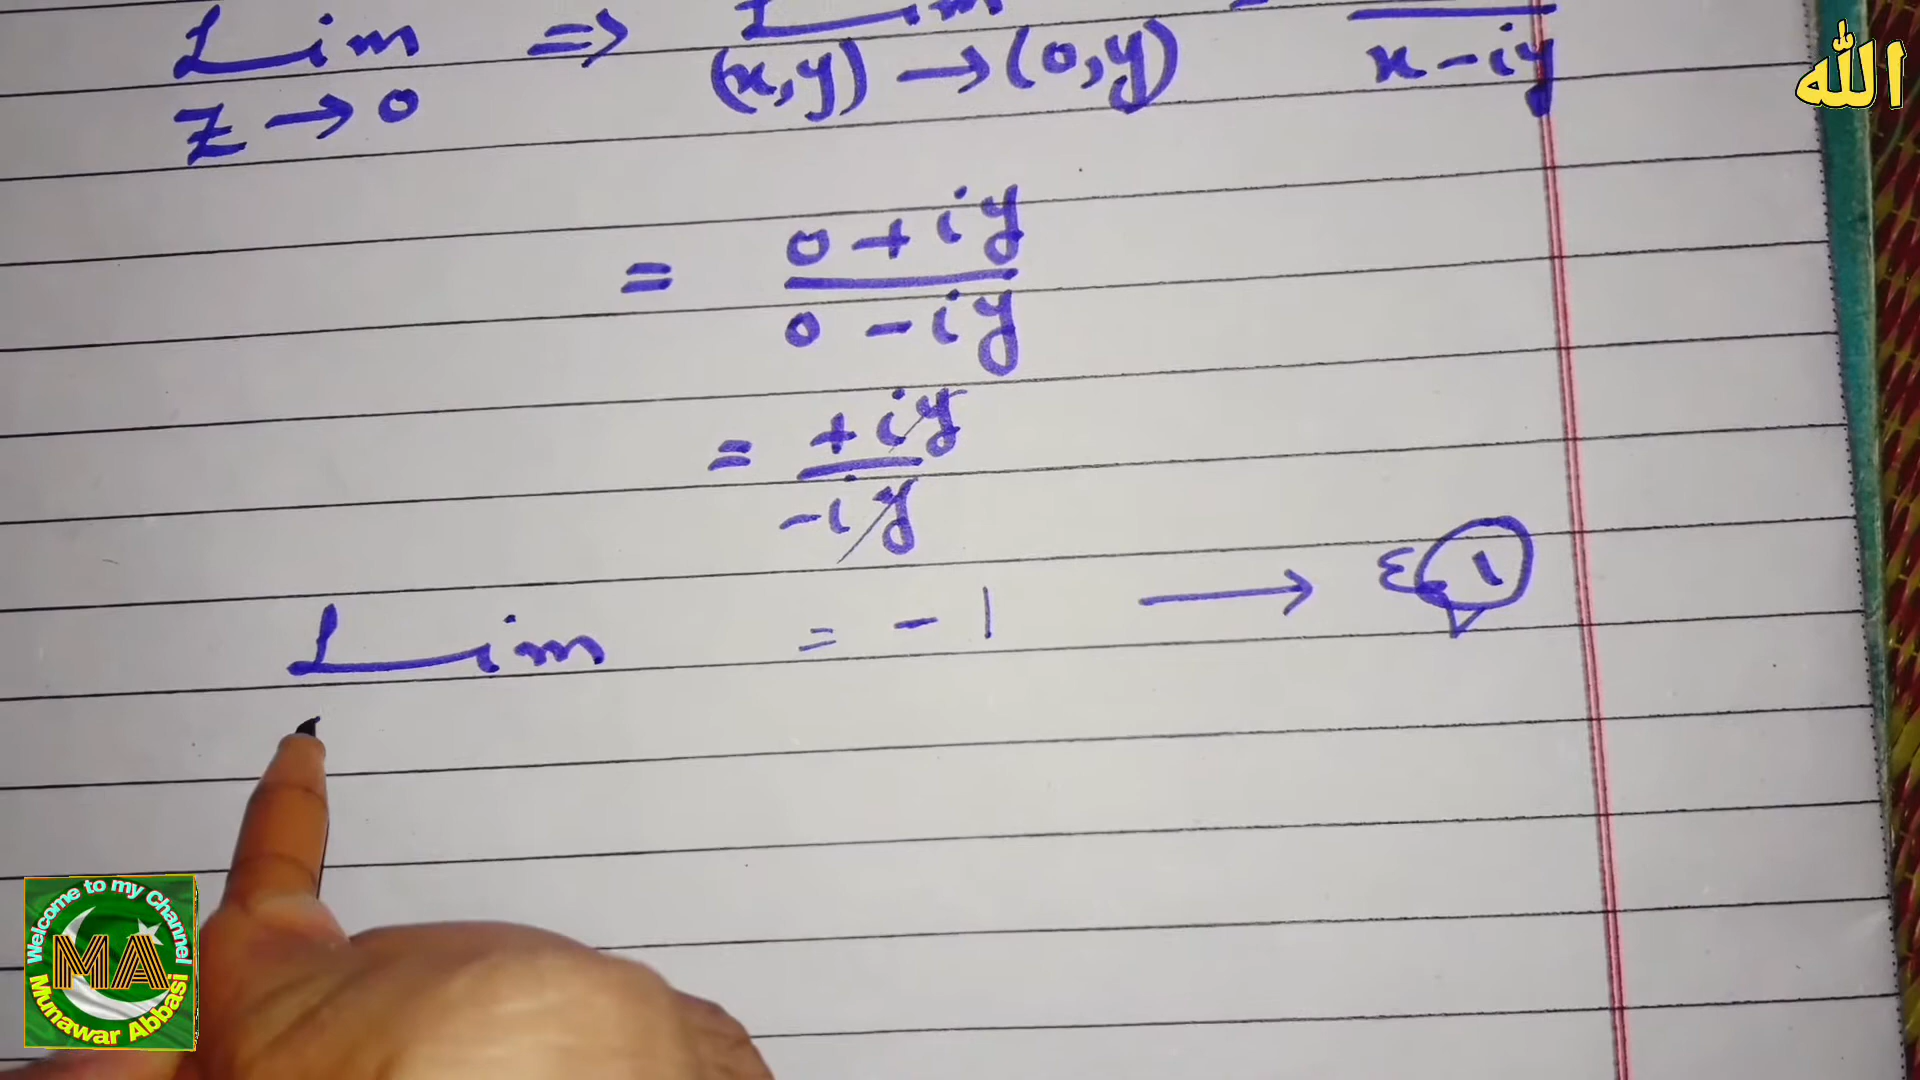 Lim => Lim
z → 0 (x,y) → (0,y) x - iy
الله
= 0 + iy
0 - iy
= + iy
- iy
Lim = - 1 → ε 1
Welcome to my Channel
MA
Munawar Abbasi